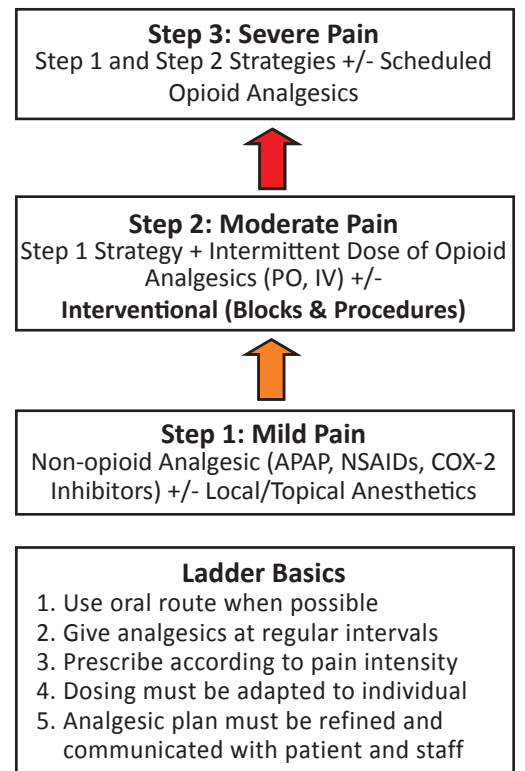 Step 3: Severe Pain
Step 1 and Step 2 Strategies +/- Scheduled
Opioid Analgesics
Step 2: Moderate Pain
Step 1 Strategy + Intermittent Dose of Opioid
Analgesics (PO, IV) +/-
Interventional (Blocks & Procedures)
Step 1: Mild Pain
Non-opioid Analgesic (APAP, NSAIDs, COX-2
Inhibitors) +/- Local/Topical Anesthetics
Ladder Basics
1. Use oral route when possible
2. Give analgesics at regular intervals
3. Prescribe according to pain intensity
4. Dosing must be adapted to individual
5. Analgesic plan must be refined and
communicated with patient and staff